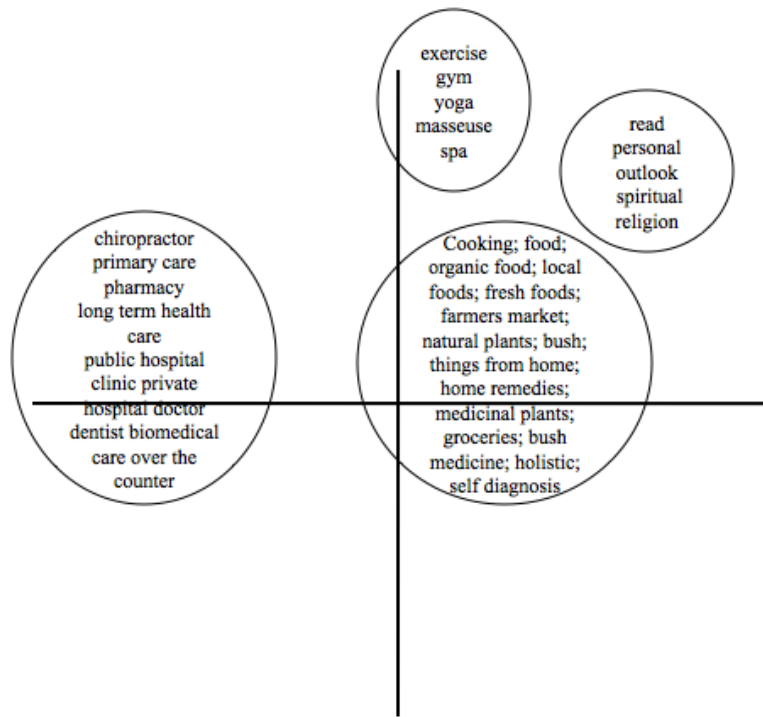 exercise
gym
yoga
masseuse
spa
read
personal
outlook
spiritual
religion
chiropractor
primary care
pharmacy
long term health
care
public hospital
clinic private
hospital doctor
dentist biomedical
care over the
counter
Cooking; food;
organic food; local
foods; fresh foods;
farmers market;
natural plants; bush;
things from home;
home remedies;
medicinal plants;
groceries; bush
medicine; holistic;
self diagnosis